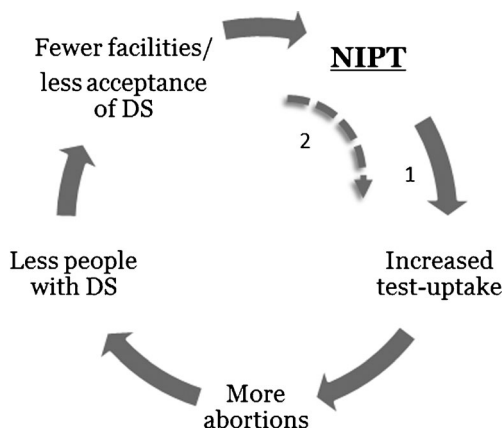 Fewer facilities/
less acceptance
of DS
NIPT
2
1
Increased
test-uptake
More
abortions
Less people
with DS